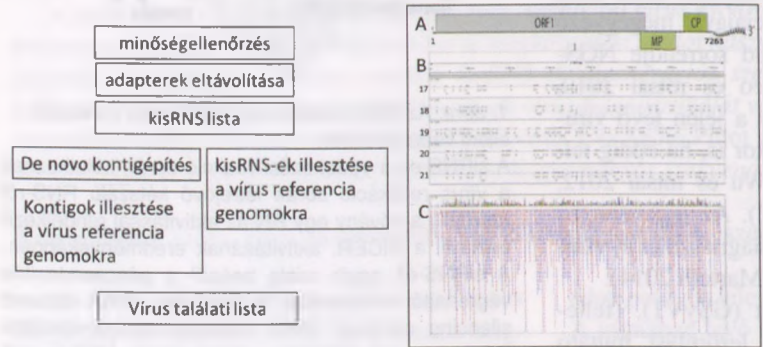 minőségellenőrzés
adapterek eltávolítása
kisRNS lista
De novo kontigépítés
Kontigok illesztése
a vírus referencia
genomokra
kisRNS-ek illesztése
a vírus referencia
genomokra
Vírus találati lista
A
ORF1
CP
MP
1
7263
3'
B
17
18
19
20
21
C